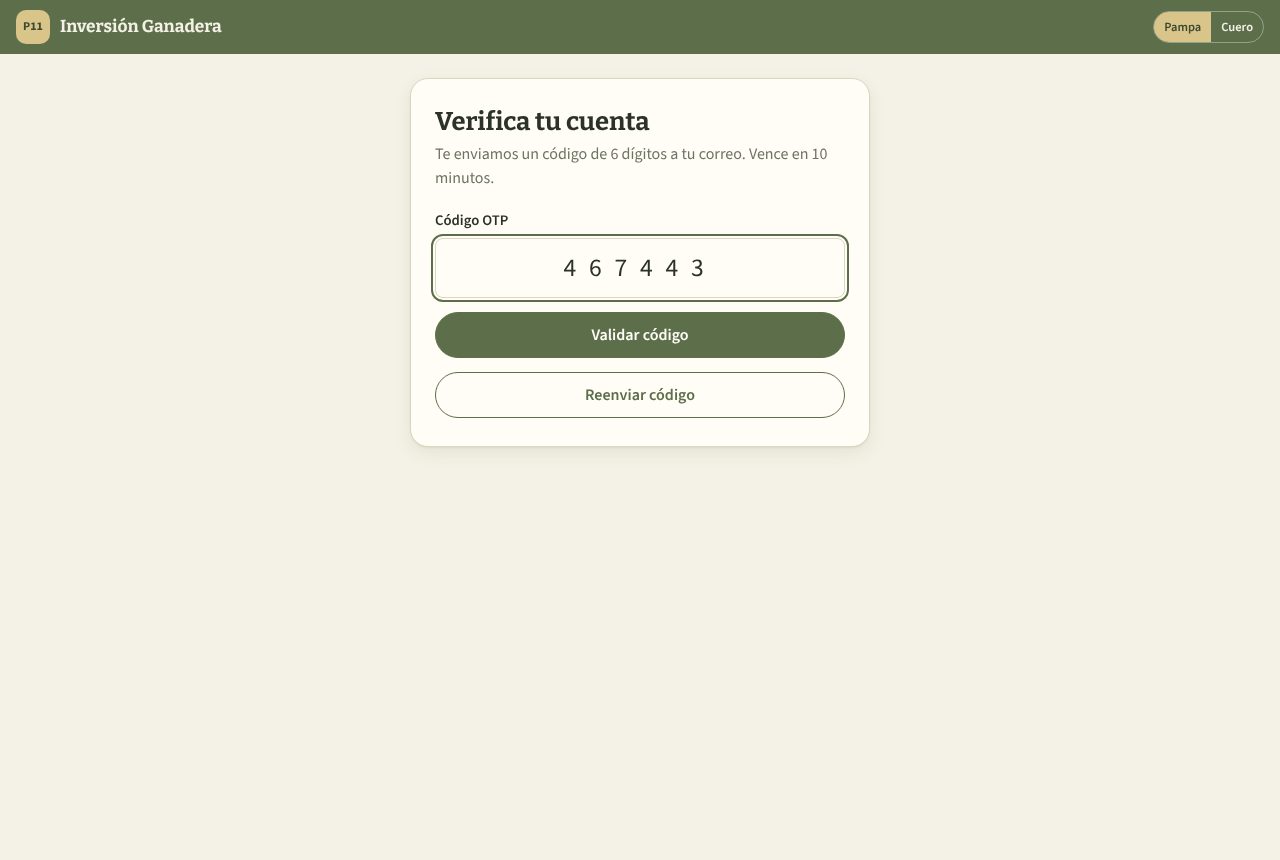 P11
Inversión Ganadera
Pampa
Cuero
Verifica tu cuenta
Te enviamos un código de 6 dígitos a tu correo. Vence en 10
minutos.
Código OTP
4 6 7 4 4 3
Validar código
Reenviar código